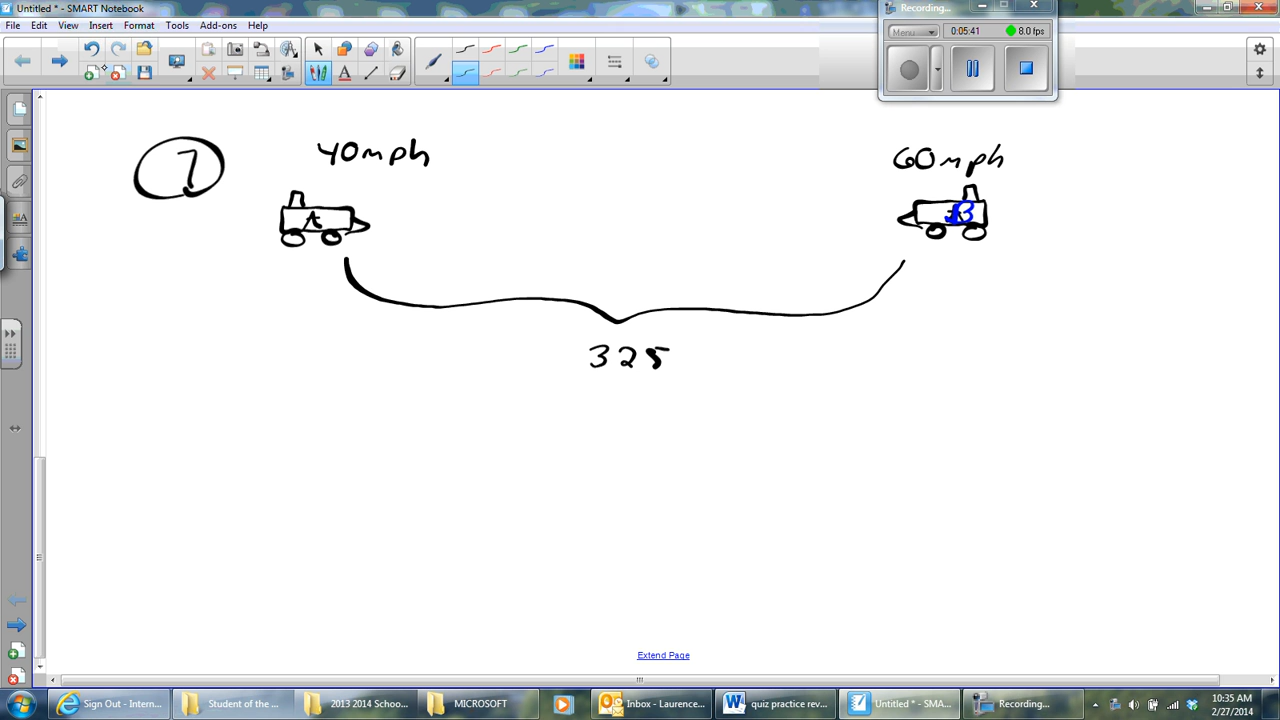 Untitled * - SMART Notebook
Recording...
File Edit View Insert Format Tools Add-ons Help
Menu 0:05:41 8.0 fps
7
40mph
60mph
A
B
325
Extend Page
Sign Out - Intern...
Student of the ...
2013 2014 Schoo...
MICROSOFT
Inbox - Laurence...
quiz practice rev...
Untitled * - SMA...
Recording...
10:35 AM
2/27/2014